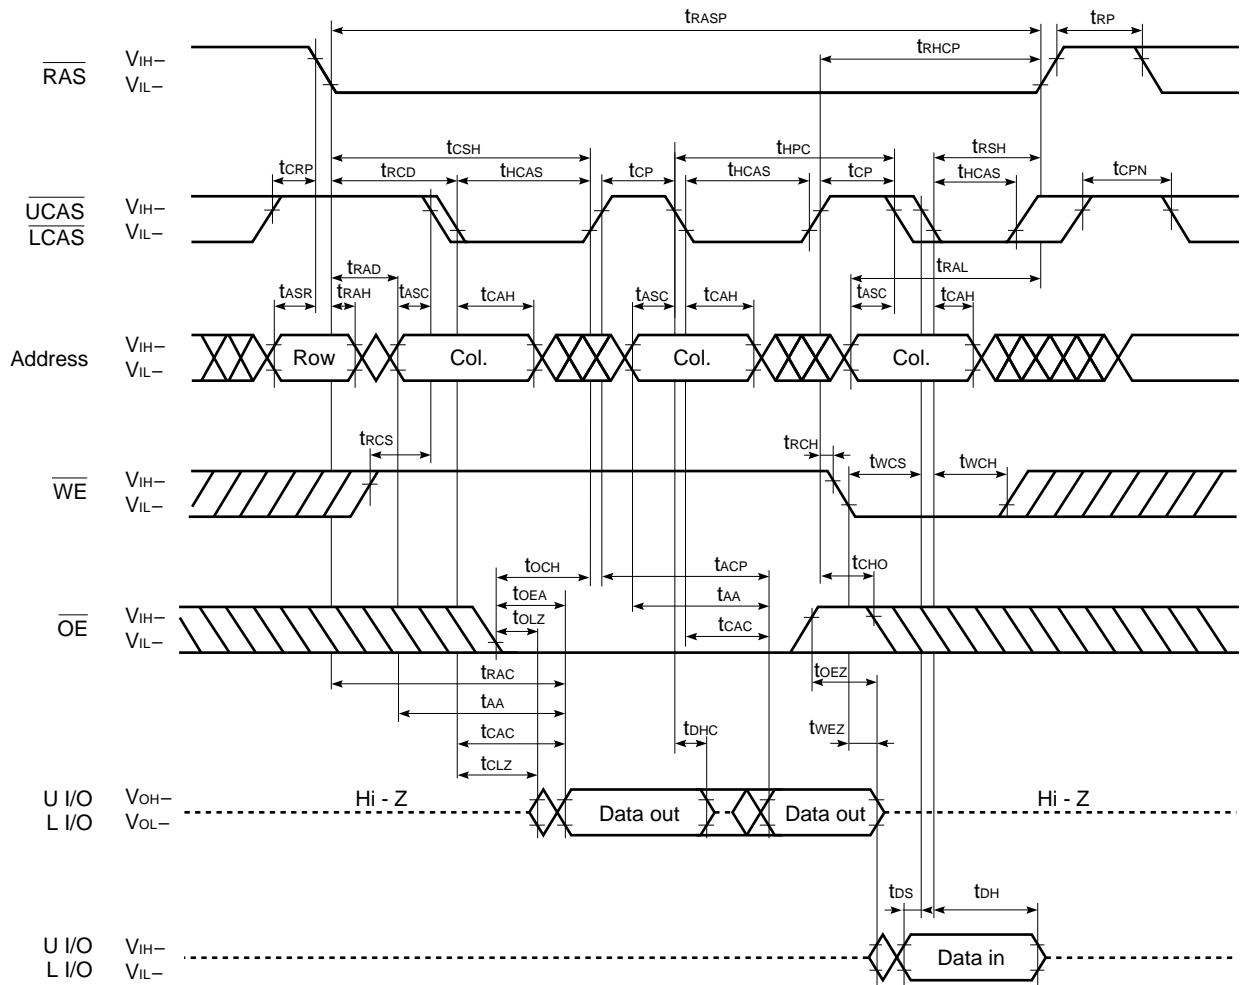 tRASP
tRP
tRHCP
RAS
VIH–
VIL–
tCSH
tHPC
tRSH
tCRP
tRCD
tHCAS
tCP
tHCAS
tCP
tHCAS
tCPN
UCAS
LCAS
VIH–
VIL–
tRAD
tRAL
tASR
tRAH
tASC
tCAH
tASC
tCAH
tASC
tCAH
Address
VIH–
VIL–
Row
Col.
Col.
Col.
tRCS
tRCH
tWCS
tWCH
WE
VIH–
VIL–
tOCH
tACP
tCHO
tOEA
tAA
tOLZ
tCAC
OE
VIH–
VIL–
tRAC
tOEZ
tAA
tWEZ
tCAC
tDHC
tCLZ
U I/O
L I/O
VOH–
VOL–
Hi - Z
Data out
Data out
Hi - Z
tDS
tDH
U I/O
L I/O
VIH–
VIL–
Data in